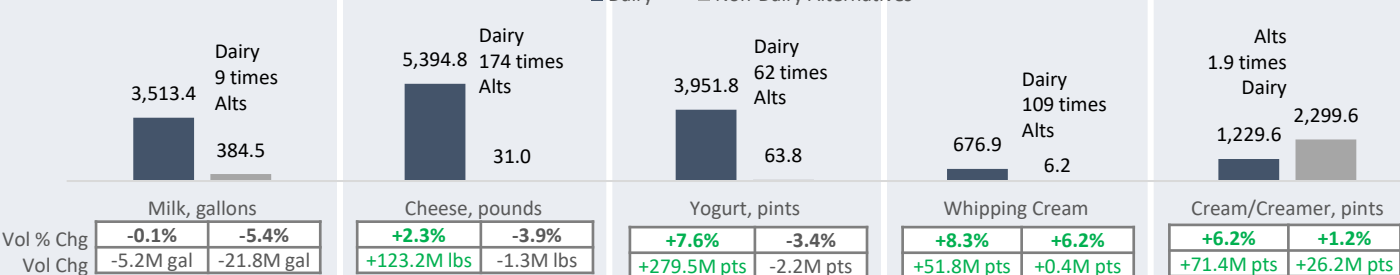 Dairy Non-Dairy Alternatives
3,513.4
Dairy
9 times
Alts
384.5
5,394.8
Dairy
174 times
Alts
31.0
3,951.8
Dairy
62 times
Alts
63.8
676.9
Dairy
109 times
Alts
6.2
Alts
1.9 times
Dairy
1,229.6
2,299.6
Milk, gallons
Cheese, pounds
Yogurt, pints
Whipping Cream
Cream/Creamer, pints
Vol % Chg -0.1% -5.4% +2.3% -3.9% +7.6% -3.4% +8.3% +6.2% +6.2% +1.2%
Vol Chg -5.2M gal -21.8M gal +123.2M lbs -1.3M lbs +279.5M pts -2.2M pts +51.8M pts +0.4M pts +71.4M pts +26.2M pts